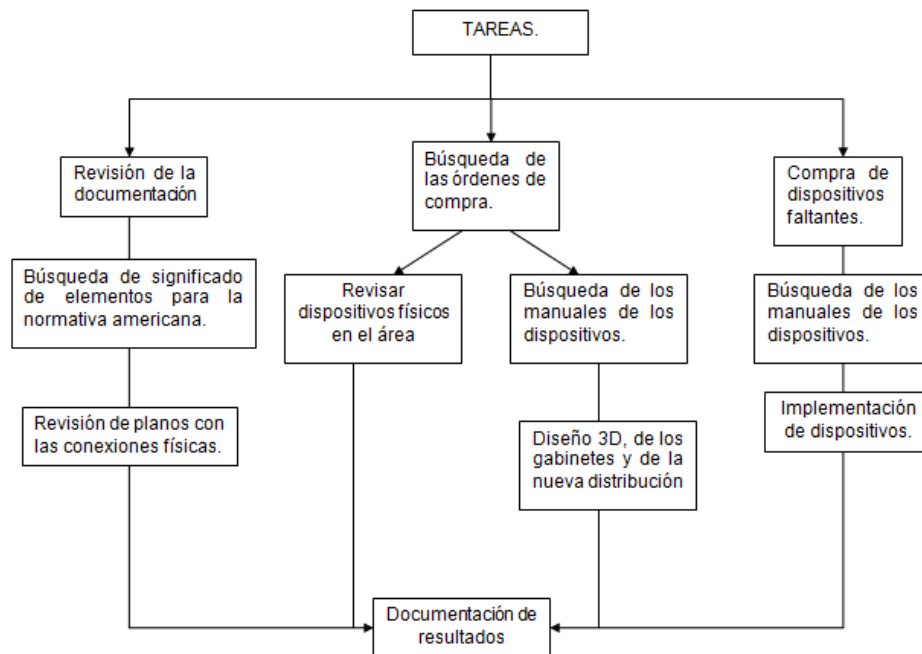 TAREAS.
Revisión de la
documentación
Búsqueda de
las órdenes de
compra.
Compra de
dispositivos
faltantes.
Búsqueda de significado
de elementos para la
normativa americana.
Revisar
dispositivos físicos
en el área
Búsqueda de los
manuales de los
dispositivos.
Búsqueda de los
manuales de los
dispositivos.
Revisión de planos con
las conexiones físicas.
Diseño 3D, de los
gabinetes y de la
nueva distribución
Implementación
de dispositivos.
Documentación de
resultados